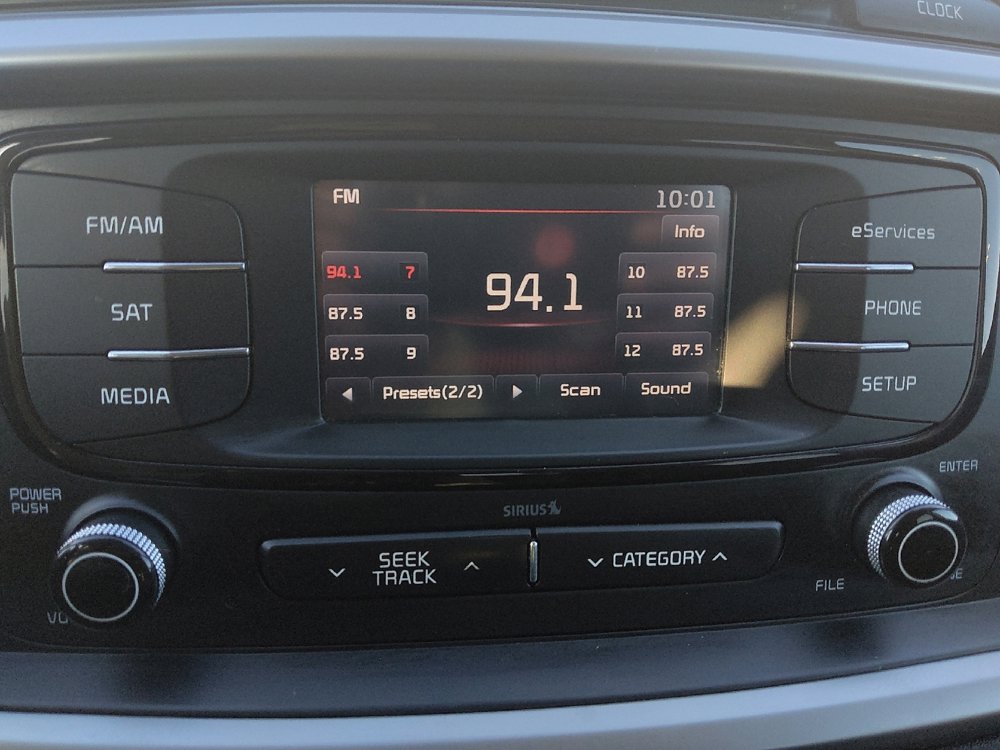 CLOCK
FM/AM
SAT
MEDIA
FM
10:01
Info
94.1 7
87.5 8
87.5 9
94.1
10 87.5
11 87.5
12 87.5
Presets(2/2)
Scan
Sound
eServices
PHONE
SETUP
POWER
PUSH
SIRIUS
SEEK
TRACK
CATEGORY
ENTER
FILE